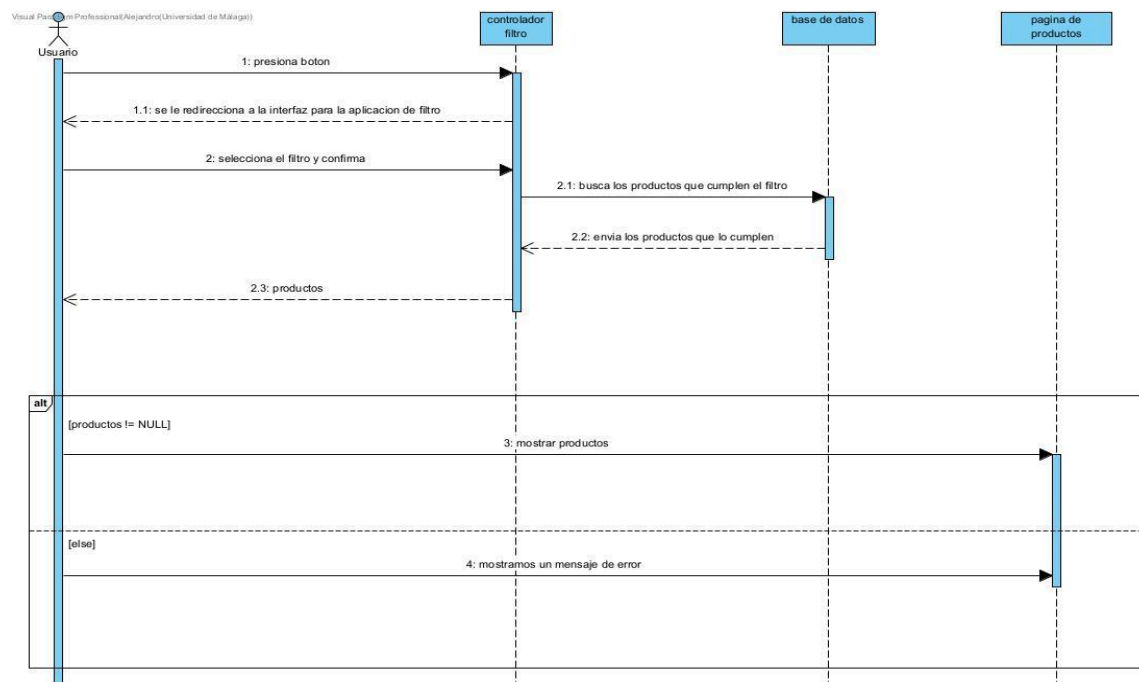 Visual Paradigm Professional(Alejandro(Universidad de Málaga))
Usuario
controlador
filtro
base de datos
pagina de
productos
1: presiona boton
1.1: se le redirecciona a la interfaz para la aplicacion de filtro
2: selecciona el filtro y confirma
2.1: busca los productos que cumplen el filtro
2.2: envia los productos que lo cumplen
2.3: productos
alt
[productos != NULL]
3: mostrar productos
[else]
4: mostramos un mensaje de error